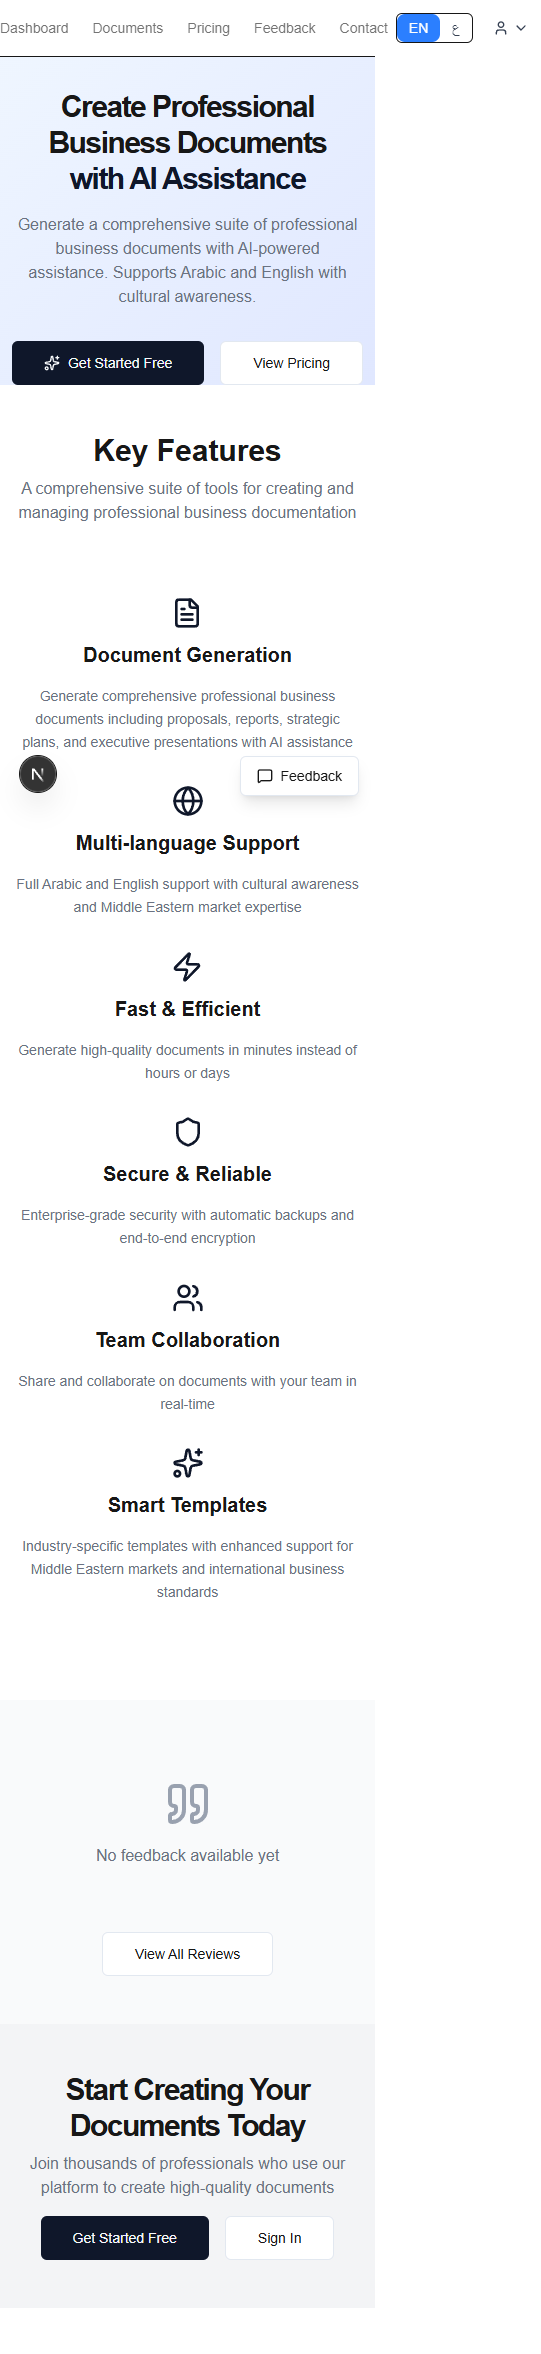 Dashboard Documents Pricing Feedback Contact EN ع
Create Professional
Business Documents
with AI Assistance
Generate a comprehensive suite of professional
business documents with AI-powered
assistance. Supports Arabic and English with
cultural awareness.
Get Started Free View Pricing
Key Features
A comprehensive suite of tools for creating and
managing professional business documentation
Document Generation
Generate comprehensive professional business
documents including proposals, reports, strategic
plans, and executive presentations with AI assistance
N Feedback
Multi-language Support
Full Arabic and English support with cultural awareness
and Middle Eastern market expertise
Fast & Efficient
Generate high-quality documents in minutes instead of
hours or days
Secure & Reliable
Enterprise-grade security with automatic backups and
end-to-end encryption
Team Collaboration
Share and collaborate on documents with your team in
real-time
Smart Templates
Industry-specific templates with enhanced support for
Middle Eastern markets and international business
standards
No feedback available yet
View All Reviews
Start Creating Your
Documents Today
Join thousands of professionals who use our
platform to create high-quality documents
Get Started Free Sign In